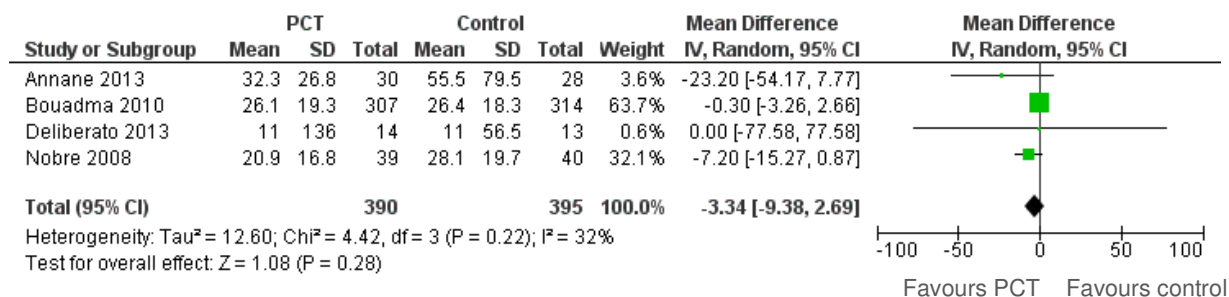 PCT Control Mean Difference Mean Difference
Study or Subgroup Mean SD Total Mean SD Total Weight IV, Random, 95% CI IV, Random, 95% CI
Annane 2013 32.3 26.8 30 55.5 79.5 28 3.6% -23.20 [-54.17, 7.77]
Bouadma 2010 26.1 19.3 307 26.4 18.3 314 63.7% -0.30 [-3.26, 2.66]
Deliberato 2013 11 136 14 11 56.5 13 0.6% 0.00 [-77.58, 77.58]
Nobre 2008 20.9 16.8 39 28.1 19.7 40 32.1% -7.20 [-15.27, 0.87]
Total (95% CI) 390 395 100.0% -3.34 [-9.38, 2.69]
Heterogeneity: Tau² = 12.60; Chi² = 4.42, df = 3 (P = 0.22); I² = 32%
Test for overall effect: Z = 1.08 (P = 0.28)
-100 -50 0 50 100
Favours PCT Favours control